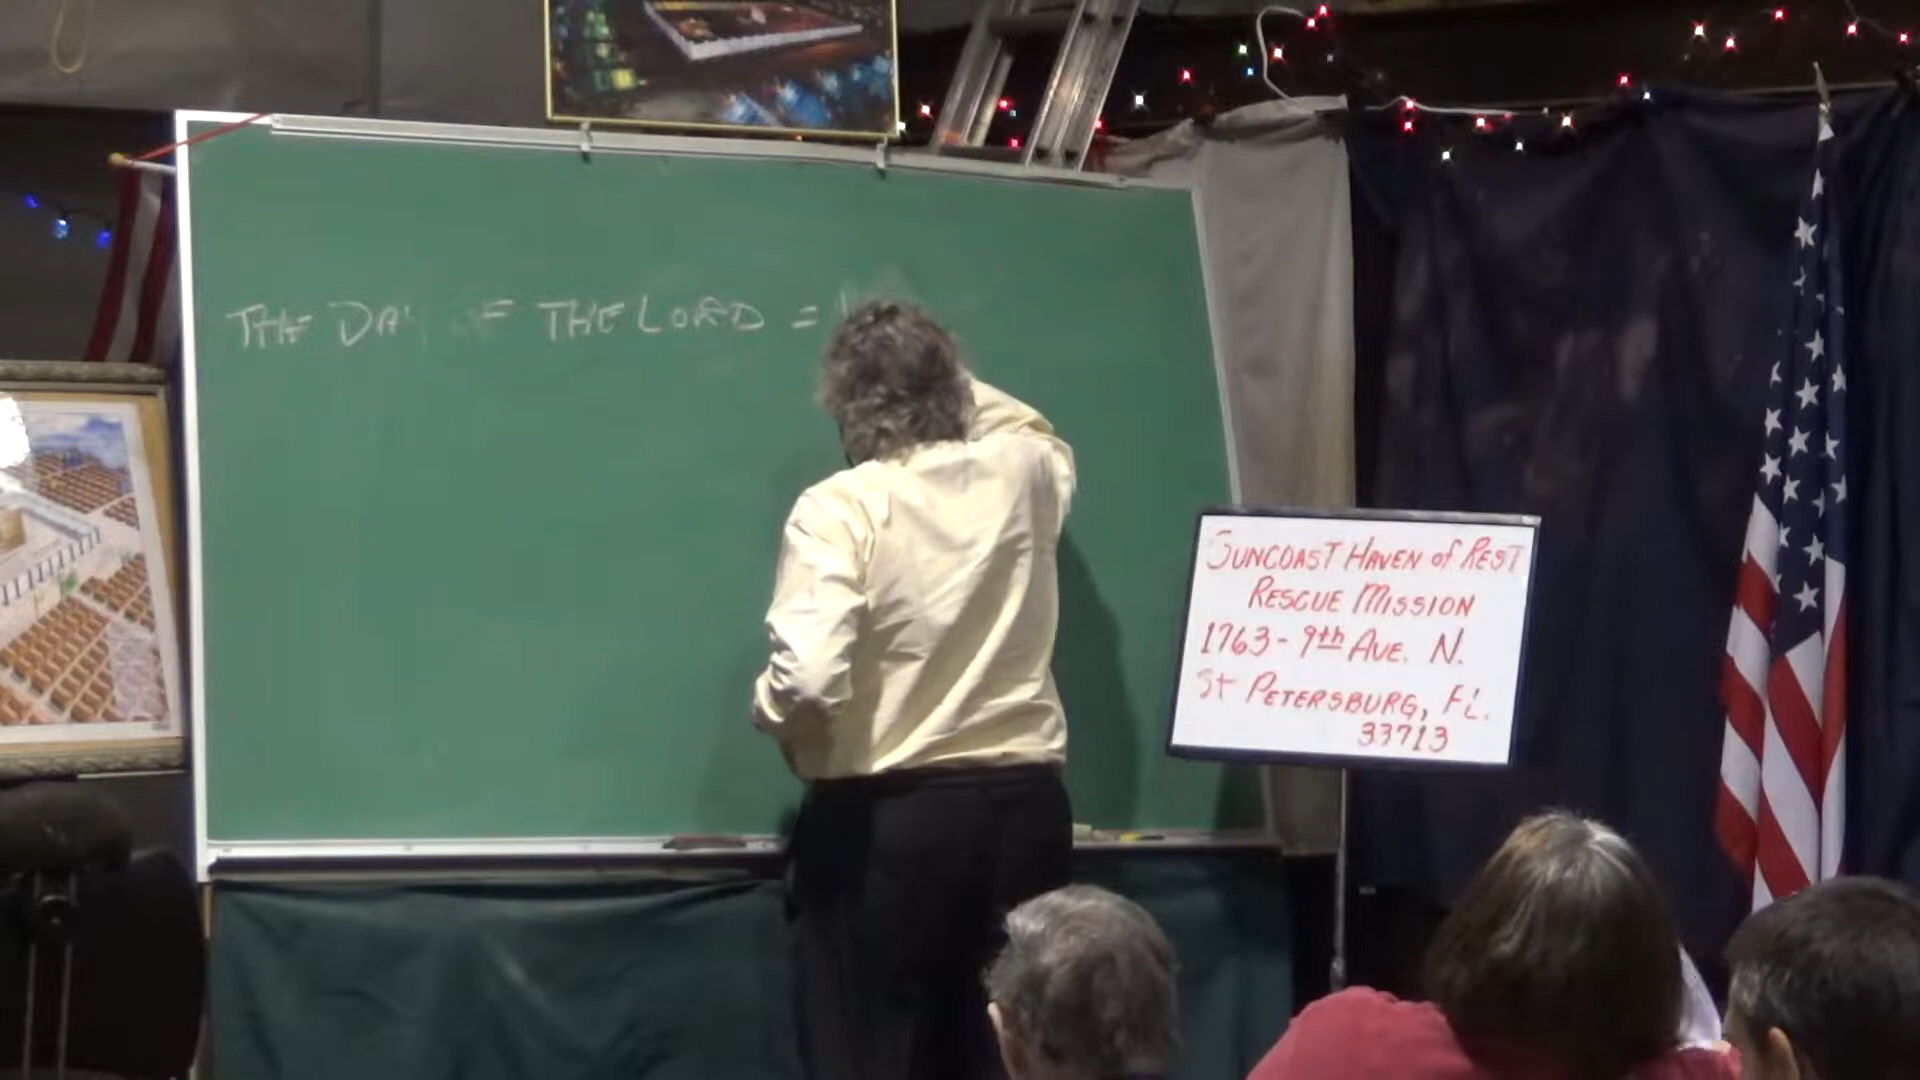 THE DAY OF THE LORD =
SUNCOAST HAVEN of REST
RESCUE MISSION
1763 - 9th AVE. N.
St PETERSBURG, FL.
33713